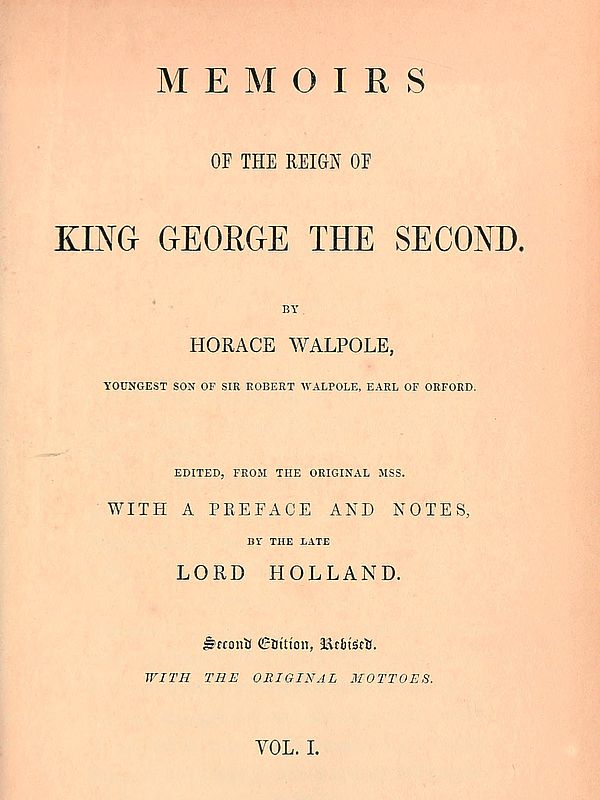 MEMOIRS
OF THE REIGN OF
KING GEORGE THE SECOND.
BY
HORACE WALPOLE,
YOUNGEST SON OF SIR ROBERT WALPOLE, EARL OF ORFORD.
EDITED, FROM THE ORIGINAL MSS.
WITH A PREFACE AND NOTES,
BY THE LATE
LORD HOLLAND.
Second Edition, Revised.
WITH THE ORIGINAL MOTTOES.
VOL. I.